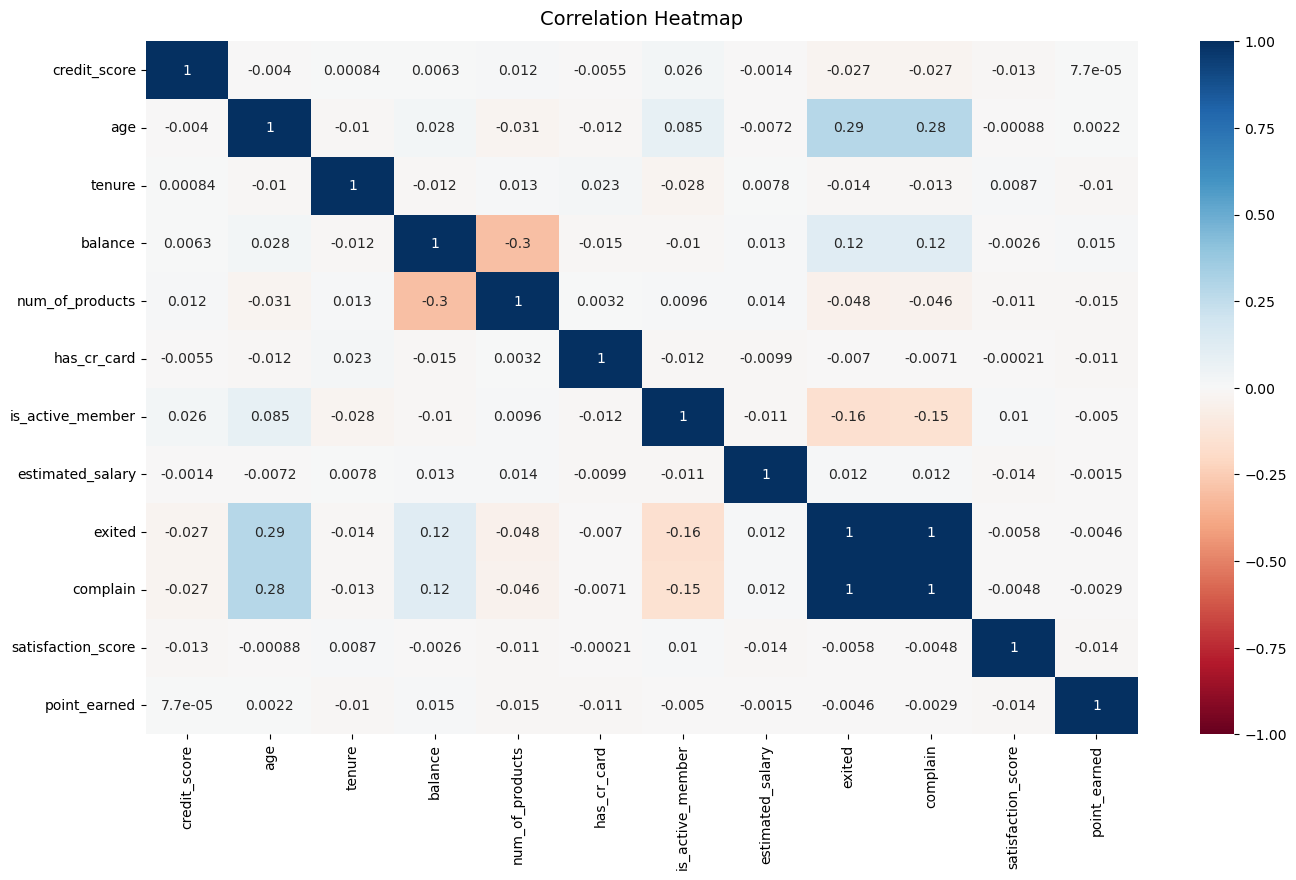 Correlation Heatmap
credit_score 1 -0.004 0.00084 0.0063 0.012 -0.0055 0.026 -0.0014 -0.027 -0.027 -0.013 7.7e-05
age -0.004 1 -0.01 0.028 -0.031 -0.012 0.085 -0.0072 0.29 0.28 -0.00088 0.0022
tenure 0.00084 -0.01 1 -0.012 0.013 0.023 -0.028 0.0078 -0.014 -0.013 0.0087 -0.01
balance 0.0063 0.028 -0.012 1 -0.3 -0.015 -0.01 0.013 0.12 0.12 -0.0026 0.015
num_of_products 0.012 -0.031 0.013 -0.3 1 0.0032 0.0096 0.014 -0.048 -0.046 -0.011 -0.015
has_cr_card -0.0055 -0.012 0.023 -0.015 0.0032 1 -0.012 -0.0099 -0.007 -0.0071 -0.00021 -0.011
is_active_member 0.026 0.085 -0.028 -0.01 0.0096 -0.012 1 -0.011 -0.16 -0.15 0.01 -0.005
estimated_salary -0.0014 -0.0072 0.0078 0.013 0.014 -0.0099 -0.011 1 0.012 0.012 -0.014 -0.0015
exited -0.027 0.29 -0.014 0.12 -0.048 -0.007 -0.16 0.012 1 1 -0.0058 -0.0046
complain -0.027 0.28 -0.013 0.12 -0.046 -0.0071 -0.15 0.012 1 1 -0.0048 -0.0029
satisfaction_score -0.013 -0.00088 0.0087 -0.0026 -0.011 -0.00021 0.01 -0.014 -0.0058 -0.0048 1 -0.014
point_earned 7.7e-05 0.0022 -0.01 0.015 -0.015 -0.011 -0.005 -0.0015 -0.0046 -0.0029 -0.014 1
credit_score
age
tenure
balance
num_of_products
has_cr_card
is_active_member
estimated_salary
exited
complain
satisfaction_score
point_earned
1.00
0.75
0.50
0.25
0.00
−0.25
−0.50
−0.75
−1.00